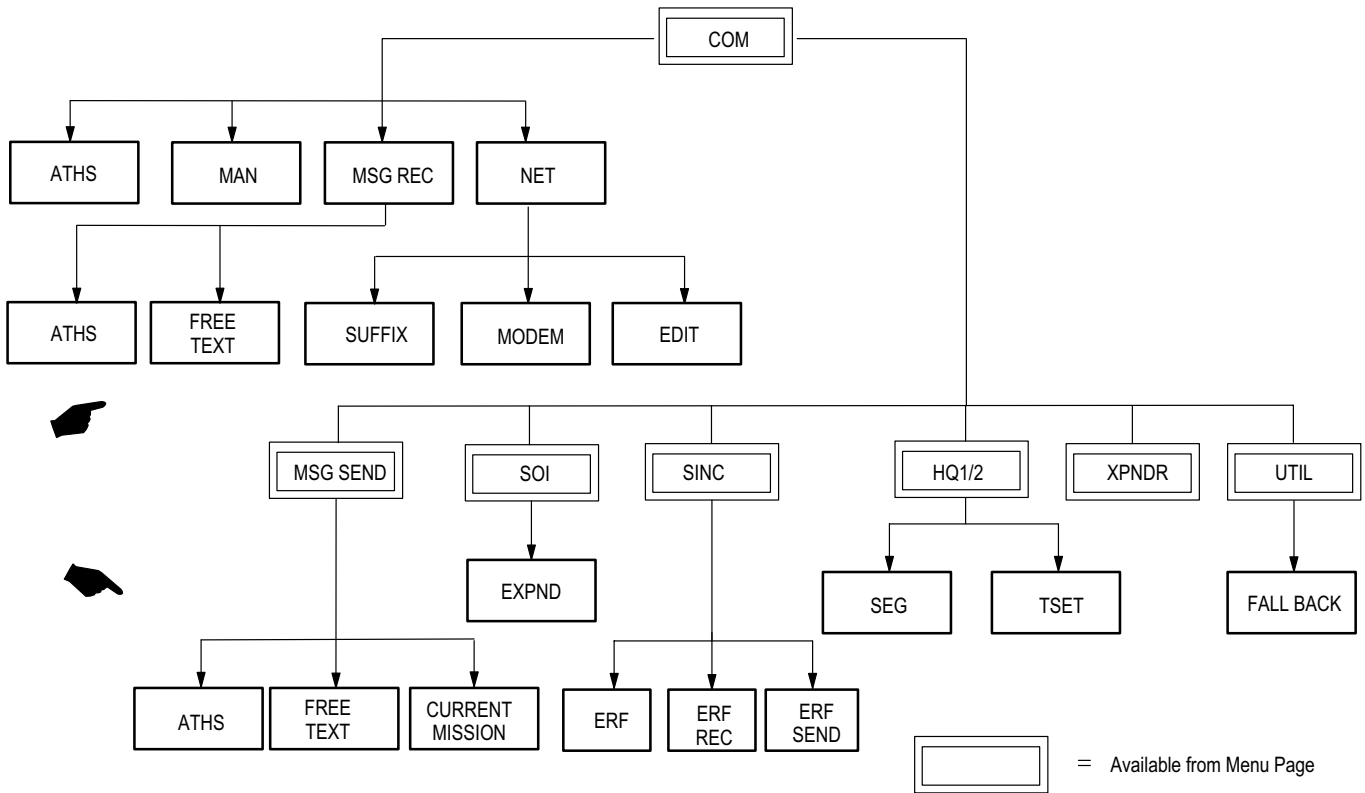 COM
ATHS
MAN
MSG REC
NET
ATHS
FREE
TEXT
SUFFIX
MODEM
EDIT
MSG SEND
SOI
SINC
HQ1/2
XPNDR
UTIL
EXPND
SEG
TSET
FALL BACK
ATHS
FREE
TEXT
CURRENT
MISSION
ERF
ERF
REC
ERF
SEND
= Available from Menu Page